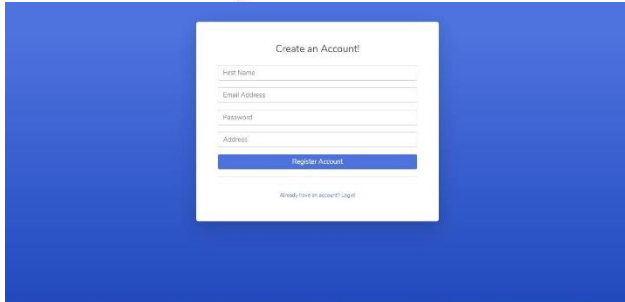 Create an Account!
First Name
Email Address
Password
Address
Register Account
Already have an account? Login!